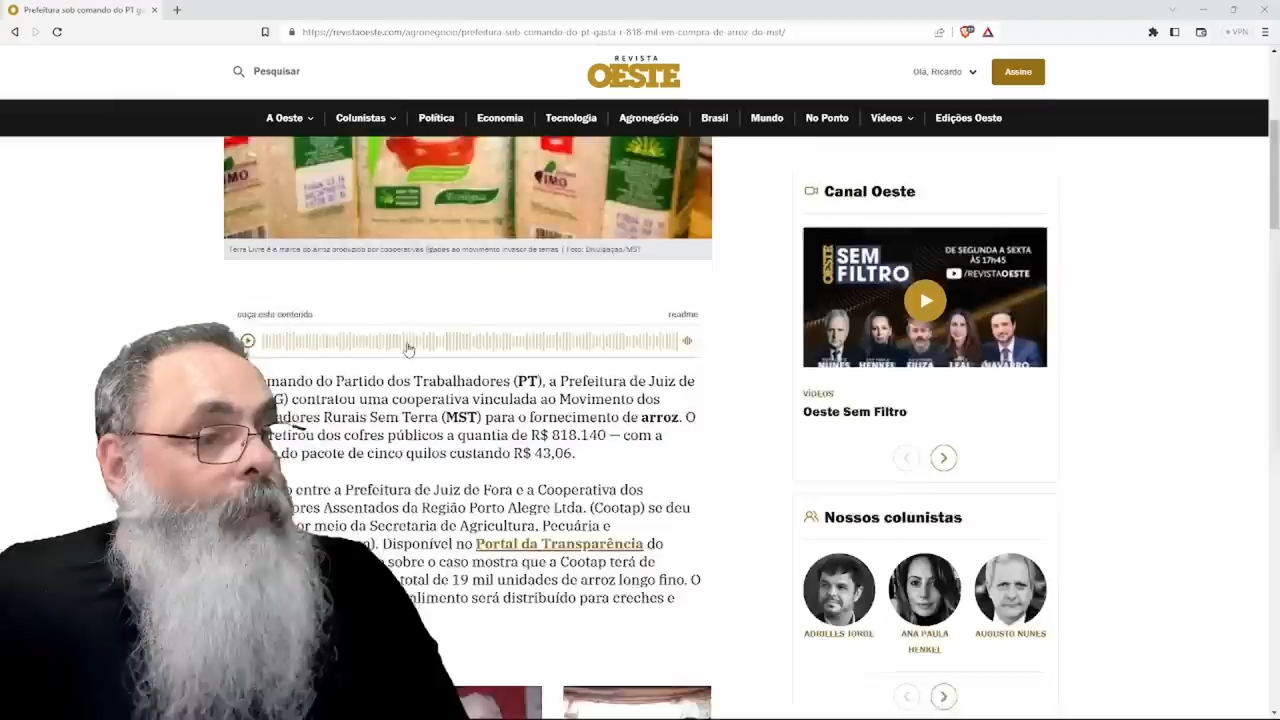 Prefeitura sob comando do PT ga
https://revistaoeste.com/agronegocio/prefeitura-sob-comando-do-pt-gasta-r-818-mil-em-compra-de-arroz-do-mst/
VPN
Pesquisar
REVISTA
OESTE
Olá, Ricardo
Assine
A Oeste
Colunistas
Política
Economia
Tecnologia
Agronegócio
Brasil
Mundo
No Ponto
Vídeos
Edições Oeste
Terra Livre é a marca do arroz produzido por cooperativas ligadas ao movimento invasor de terras | Foto: Divulgação/MST
ouça este conteúdo
readme
mando do Partido dos Trabalhadores (PT), a Prefeitura de Juiz de
G) contratou uma cooperativa vinculada ao Movimento dos
adores Rurais Sem Terra (MST) para o fornecimento de arroz. O
retirou dos cofres públicos a quantia de R$ 818.140 — com a
do pacote de cinco quilos custando R$ 43,06.
o entre a Prefeitura de Juiz de Fora e a Cooperativa dos
ores Assentados da Região Porto Alegre Ltda. (Cootap) se deu
or meio da Secretaria de Agricultura, Pecuária e
a). Disponível no Portal da Transparência do
sobre o caso mostra que a Cootap terá de
total de 19 mil unidades de arroz longo fino. O
alimento será distribuído para creches e
Canal Oeste
OESTE
SEM
FILTRO
DE SEGUNDA A SEXTA
ÀS 17h45
/REVISTAOESTE
NUNES
HENKEL
FIUZA
LEAL
NAVARRO
VÍDEOS
Oeste Sem Filtro
Nossos colunistas
ADRILLES JORGE
ANA PAULA
HENKEL
AUGUSTO NUNES